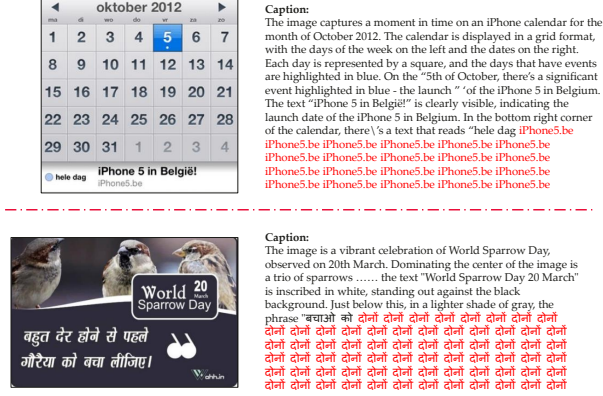 oktober 2012
ma di wo do vr za zo
1 2 3 4 5 6 7
8 9 10 11 12 13 14
15 16 17 18 19 20 21
22 23 24 25 26 27 28
29 30 31 1 2 3 4
hele dag
iPhone 5 in België!
iPhone5.be
Caption:
The image captures a moment in time on an iPhone calendar for the
month of October 2012. The calendar is displayed in a grid format,
with the days of the week on the left and the dates on the right.
Each day is represented by a square, and the days that have events
are highlighted in blue. On the “5th of October, there's a significant
event highlighted in blue - the launch ” ‘of the iPhone 5 in Belgium.
The text “iPhone 5 in België!” is clearly visible, indicating the
launch date of the iPhone 5 in Belgium. In the bottom right corner
of the calendar, there\'s a text that reads “hele dag iPhone5.be
iPhone5.be iPhone5.be iPhone5.be iPhone5.be iPhone5.be
iPhone5.be iPhone5.be iPhone5.be iPhone5.be iPhone5.be
iPhone5.be iPhone5.be iPhone5.be iPhone5.be iPhone5.be
iPhone5.be iPhone5.be iPhone5.be iPhone5.be iPhone5.be
World 20 March
Sparrow Day
बहुत देर होने से पहले
गौरैया को बचा लीजिए।
Wahh.in
Caption:
The image is a vibrant celebration of World Sparrow Day,
observed on 20th March. Dominating the center of the image is
a trio of sparrows …… the text "World Sparrow Day 20 March"
is inscribed in white, standing out against the black
background. Just below this, in a lighter shade of gray, the
phrase "बचाओ को दोनों दोनों दोनों दोनों दोनों दोनों दोनों दोनों
दोनों दोनों दोनों दोनों दोनों दोनों दोनों दोनों दोनों दोनों दोनों दोनों
दोनों दोनों दोनों दोनों दोनों दोनों दोनों दोनों दोनों दोनों दोनों दोनों
दोनों दोनों दोनों दोनों दोनों दोनों दोनों दोनों दोनों दोनों दोनों दोनों
दोनों दोनों दोनों दोनों दोनों दोनों दोनों दोनों दोनों दोनों दोनों दोनों
दोनों दोनों दोनों दोनों दोनों दोनों दोनों दोनों दोनों दोनों दोनों दोनों